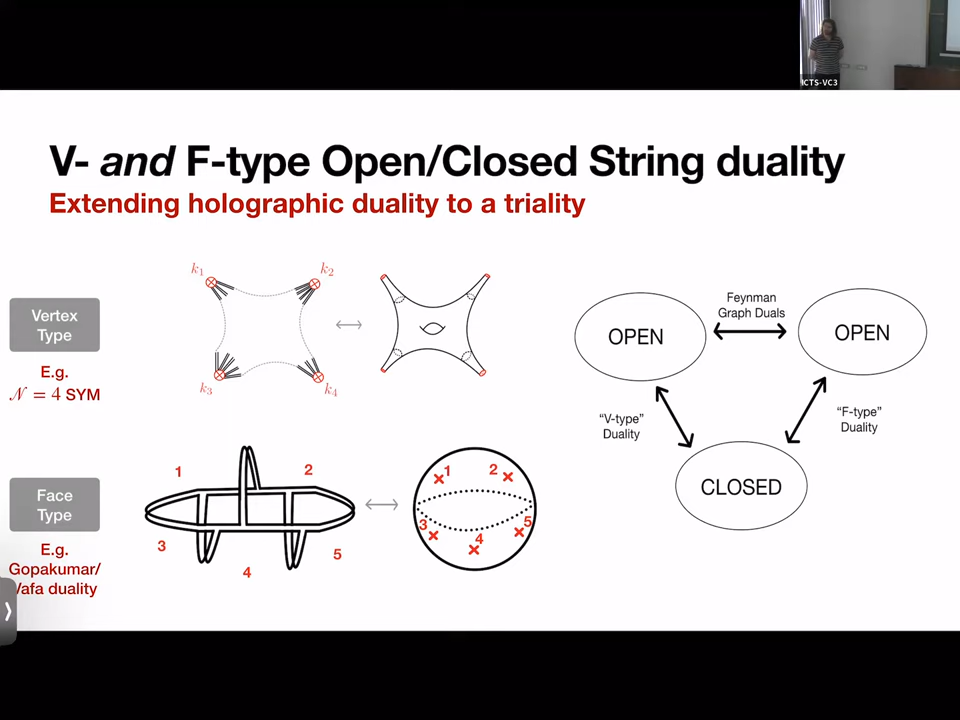 ICTS-VC3
V- and F-type Open/Closed String duality
Extending holographic duality to a triality
Vertex
Type
E.g.
𝒩 = 4 SYM
k₁
k₂
k₃
k₄
Face
Type
E.g.
Gopakumar/
Vafa duality
1
2
3
4
5
1
2
3
4
5
OPEN
Feynman
Graph Duals
OPEN
“V-type”
Duality
“F-type”
Duality
CLOSED